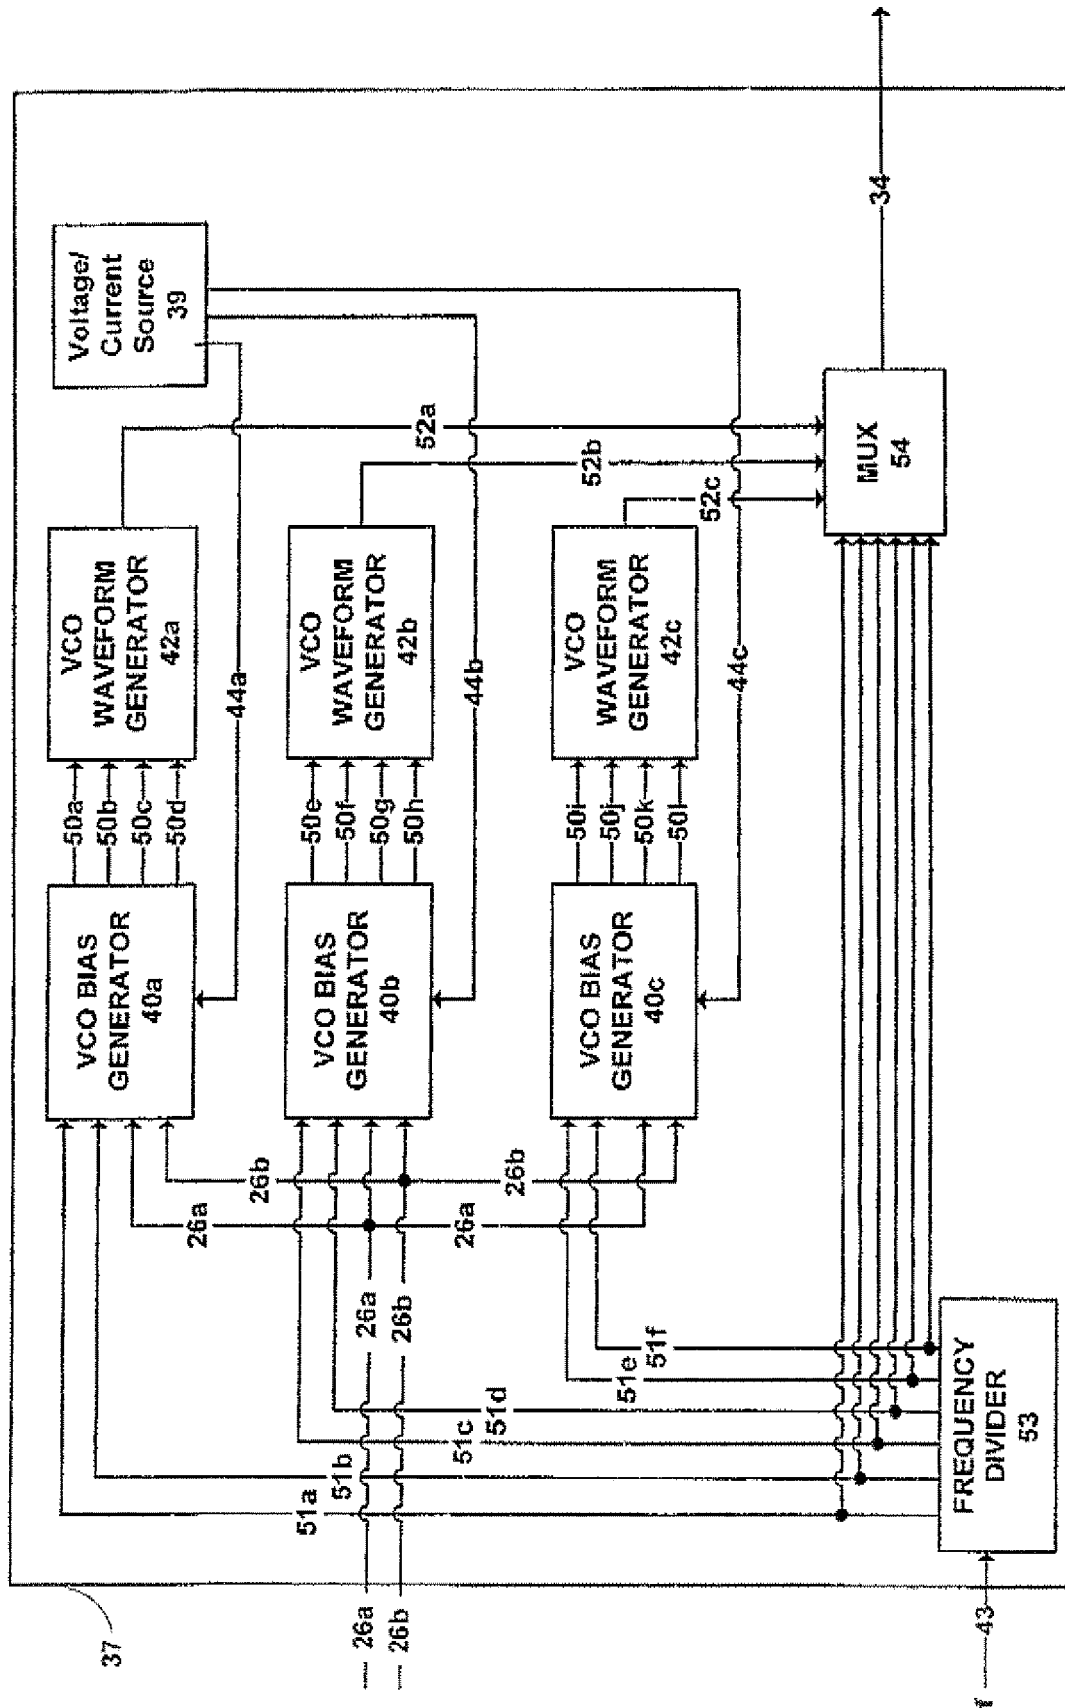 37
Voltage/
Current
Source
39
VCO
WAVEFORM
GENERATOR
42a
VCO
WAVEFORM
GENERATOR
42b
VCO
WAVEFORM
GENERATOR
42c
50a
50b
50c
50d
50e
50f
50g
50h
50i
50j
50k
50l
VCO BIAS
GENERATOR
40a
VCO BIAS
GENERATOR
40b
VCO BIAS
GENERATOR
40c
44a
44b
44c
52a
52b
52c
MUX
54
34
26b
26a
26b
26a
26a
26b
26a
26b
51a
51b
51c
51d
51e
51f
FREQUENCY
DIVIDER
53
43